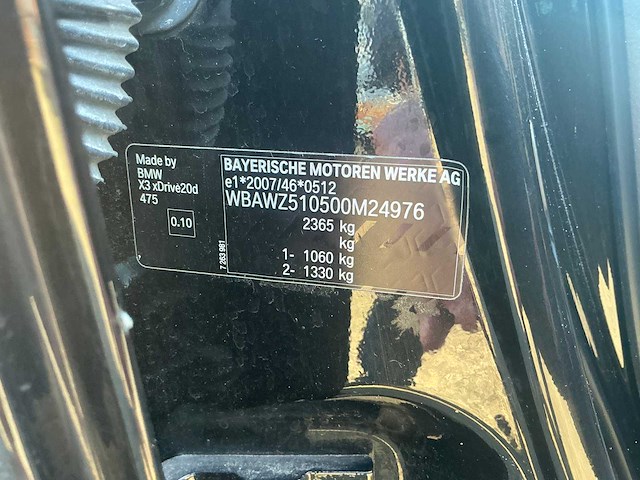 Made by
BMW
X3 xDrive20d
475
0.10
7 263 981
BAYERISCHE MOTOREN WERKE AG
e1*2007/46*0512
WBAWZ510500M24976
2365 kg
kg
1- 1060 kg
2- 1330 kg